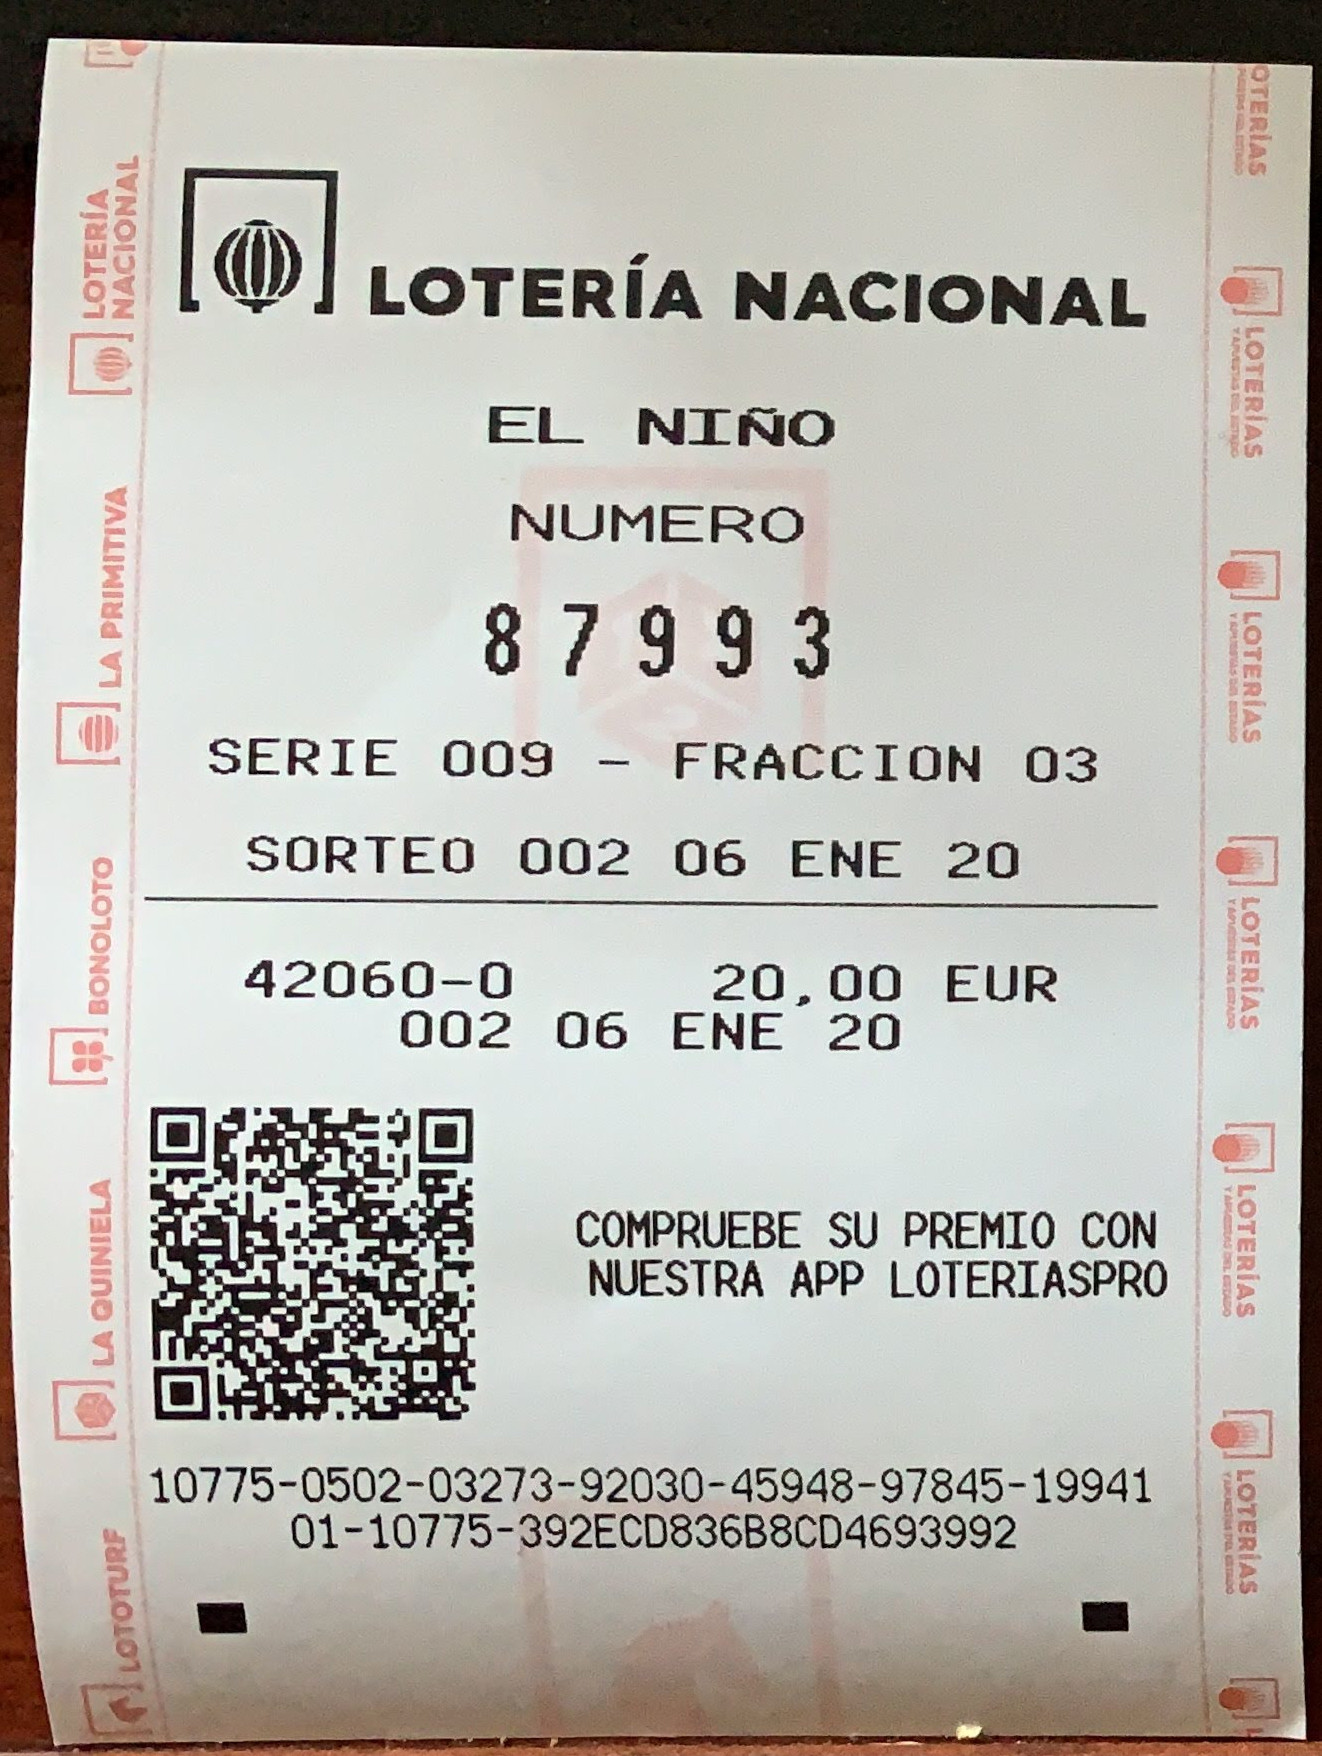 LOTERÍA NACIONAL
EL NIÑO
NUMERO
87993
SERIE 009 - FRACCION 03
SORTEO 002 06 ENE 20
42060-0 20,00 EUR
002 06 ENE 20
COMPRUEBE SU PREMIO CON
NUESTRA APP LOTERIASPRO
10775-0502-03273-92030-45948-97845-19941
01-10775-392ECD836B8CD4693992
LOTERÍA
NACIONAL
LA PRIMITIVA
BONOLOTO
LA QUINIELA
LOTOTURF
LOTERÍAS
Y APUESTAS DEL ESTADO
LOTERÍAS
Y APUESTAS DEL ESTADO
LOTERÍAS
Y APUESTAS DEL ESTADO
LOTERÍAS
Y APUESTAS DEL ESTADO
LOTERÍAS
Y APUESTAS DEL ESTADO
LOTERÍAS
Y APUESTAS DEL ESTADO